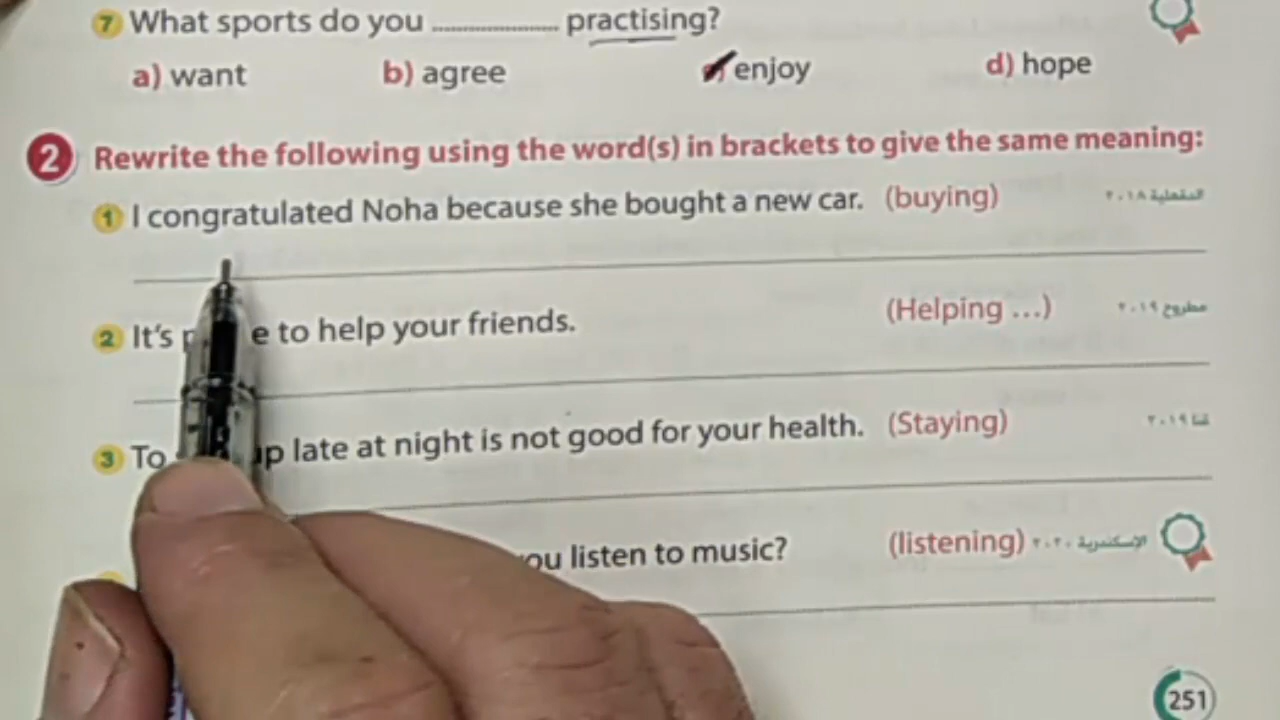 7 What sports do you .................... practising?
a) want b) agree enjoy d) hope
2 Rewrite the following using the word(s) in brackets to give the same meaning:
1 I congratulated Noha because she bought a new car. (buying) الدقهلية ٢٠١٨
2 It's to help your friends. (Helping ...) مطروح ٢٠١٩
3 To up late at night is not good for your health. (Staying) قنا ٢٠١٩
you listen to music? (listening) الإسكندرية ٢٠٢٠
251